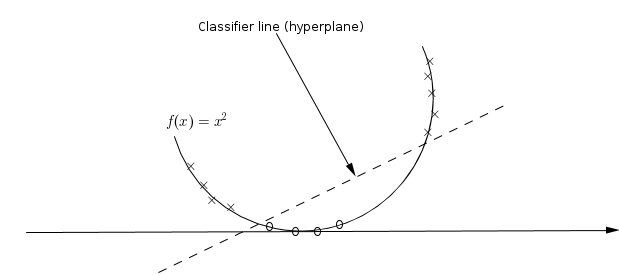 Classifier line (hyperplane)
f(x) = x²